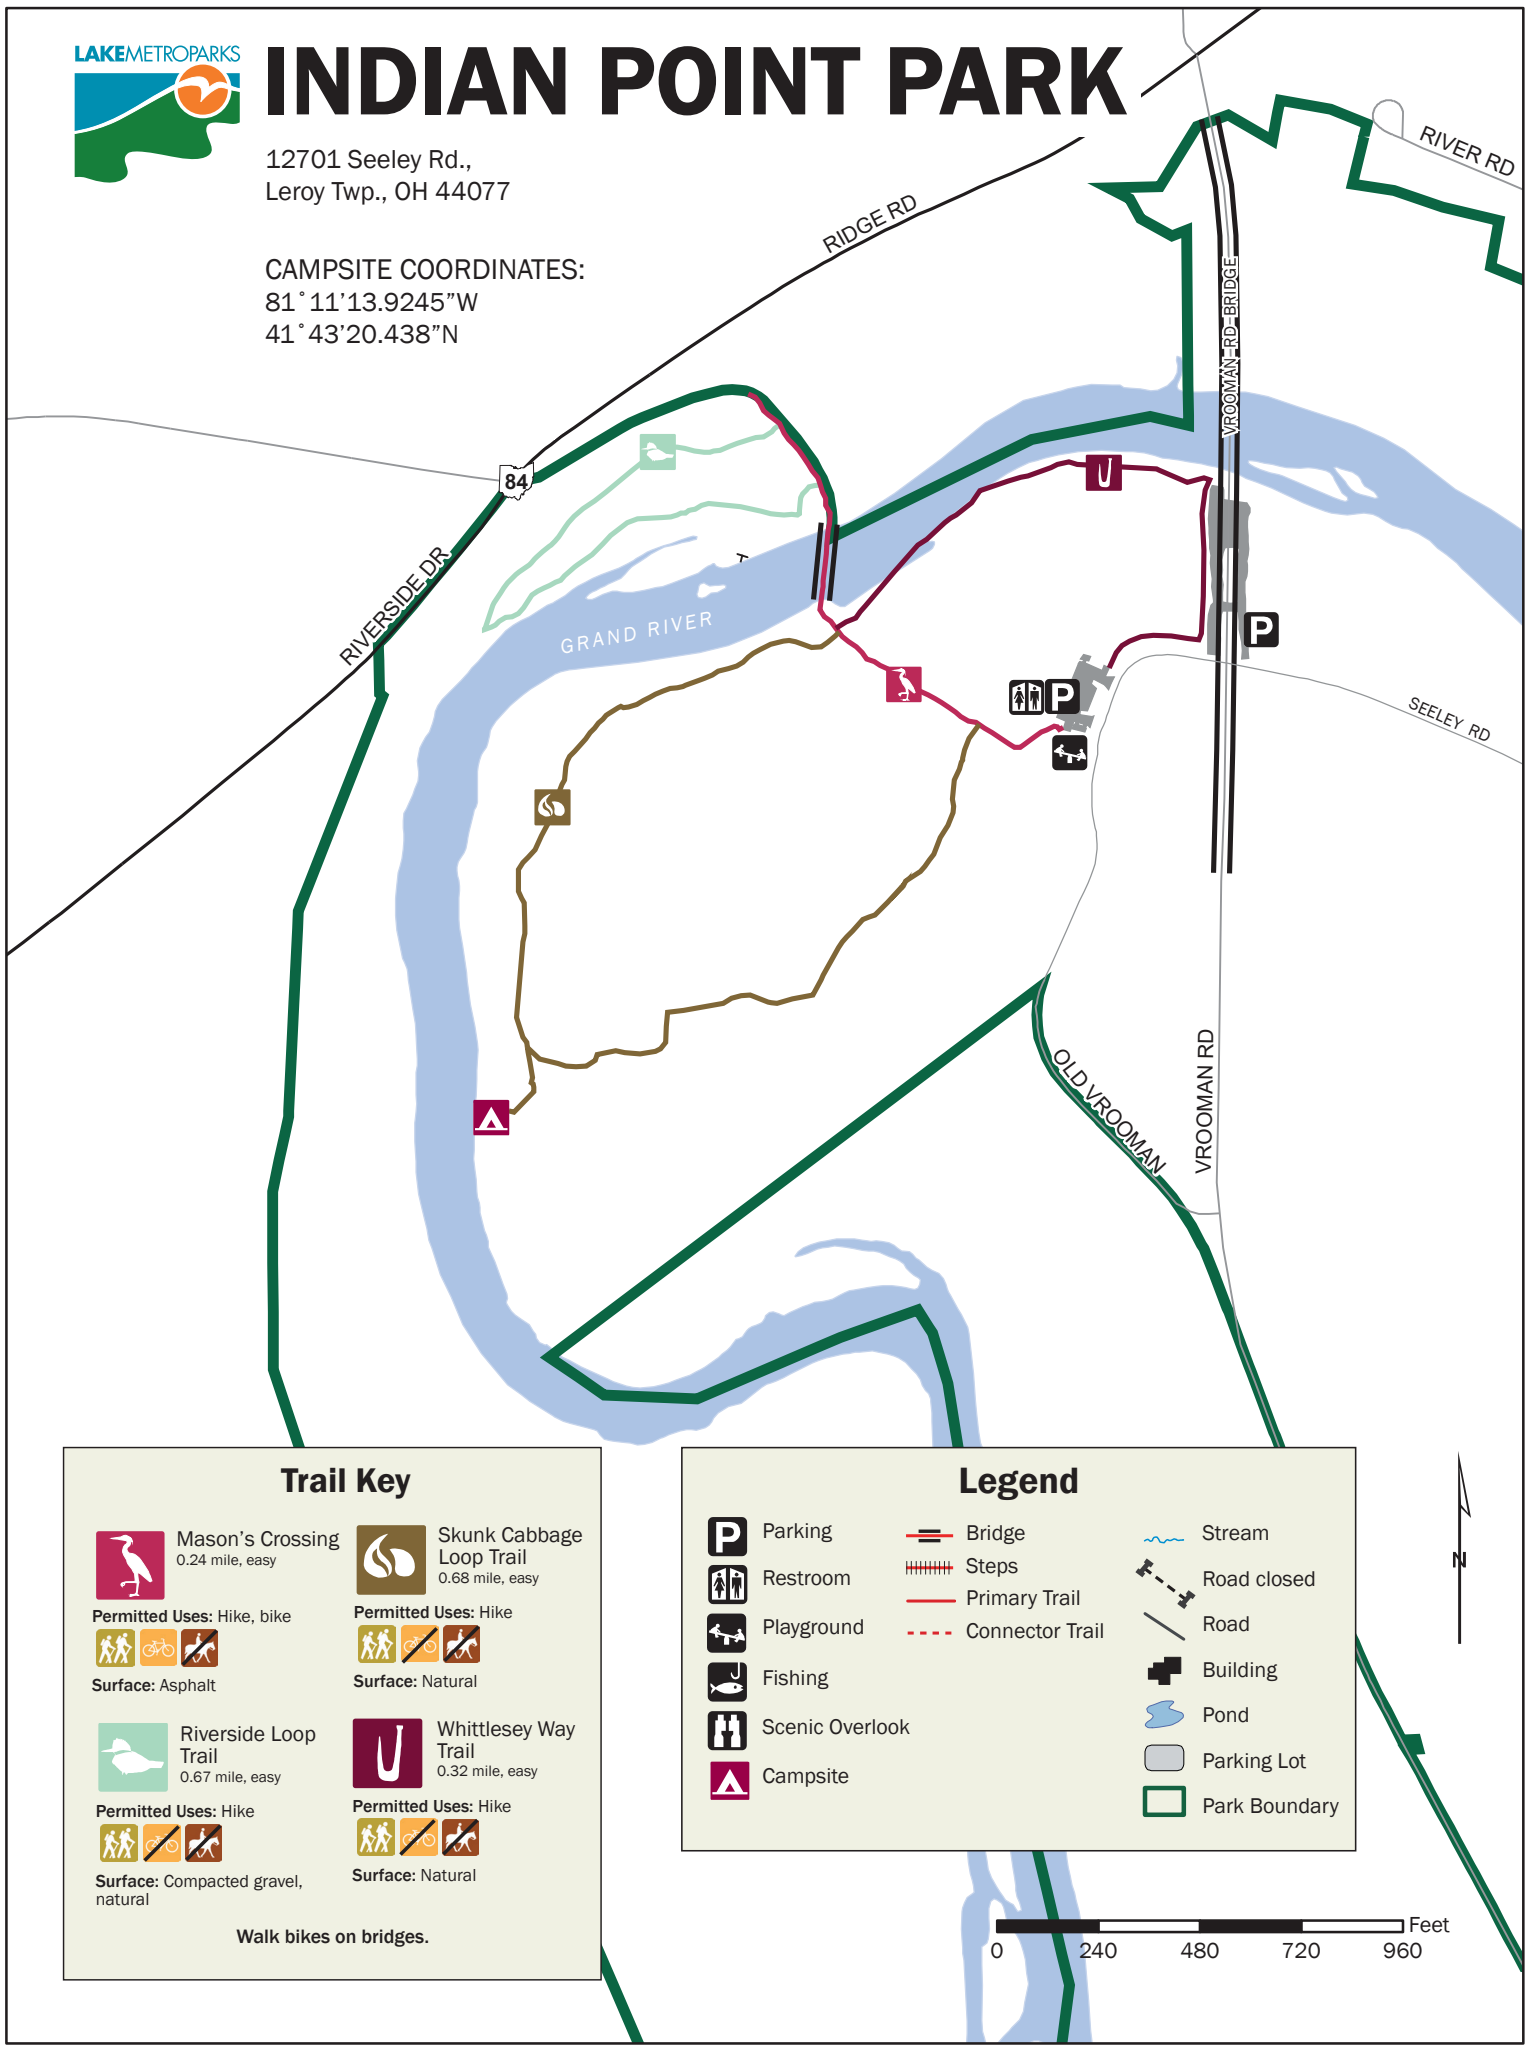 LAKEMETROPARKS
INDIAN POINT PARK
12701 Seeley Rd.,
Leroy Twp., OH 44077
CAMPSITE COORDINATES:
81˚11’13.9245”W
41˚43’20.438”N
RIVER RD
RIDGE RD
VROOMAN RD BRIDGE
84
RIVERSIDE DR
GRAND RIVER
P
P
SEELEY RD
OLD VROOMAN
VROOMAN RD
Trail Key
Mason’s Crossing
0.24 mile, easy
Permitted Uses: Hike, bike
Surface: Asphalt
Skunk Cabbage
Loop Trail
0.68 mile, easy
Permitted Uses: Hike
Surface: Natural
Riverside Loop
Trail
0.67 mile, easy
Permitted Uses: Hike
Surface: Compacted gravel,
natural
Whittlesey Way
Trail
0.32 mile, easy
Permitted Uses: Hike
Surface: Natural
Walk bikes on bridges.
Legend
P Parking
Restroom
Playground
Fishing
Scenic Overlook
Campsite
Bridge
Steps
Primary Trail
Connector Trail
Stream
Road closed
Road
Building
Pond
Parking Lot
Park Boundary
N
Feet
0 240 480 720 960